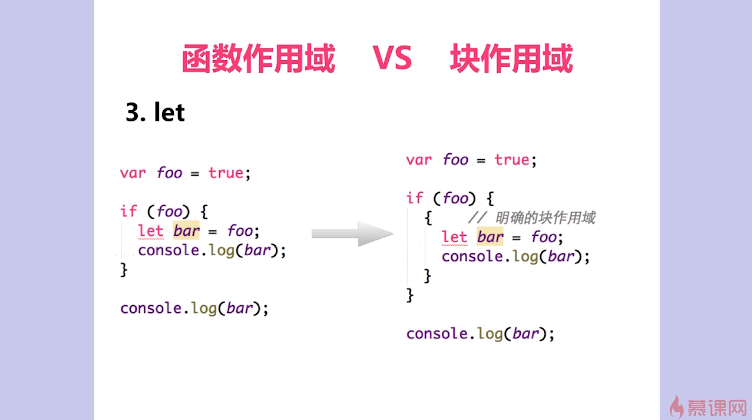 函数作用域 VS 块作用域
3. let
var foo = true;
if (foo) {
let bar = foo;
console.log(bar);
}
console.log(bar);
var foo = true;
if (foo) {
{ // 明确的块作用域
let bar = foo;
console.log(bar);
}
}
console.log(bar);
慕课网